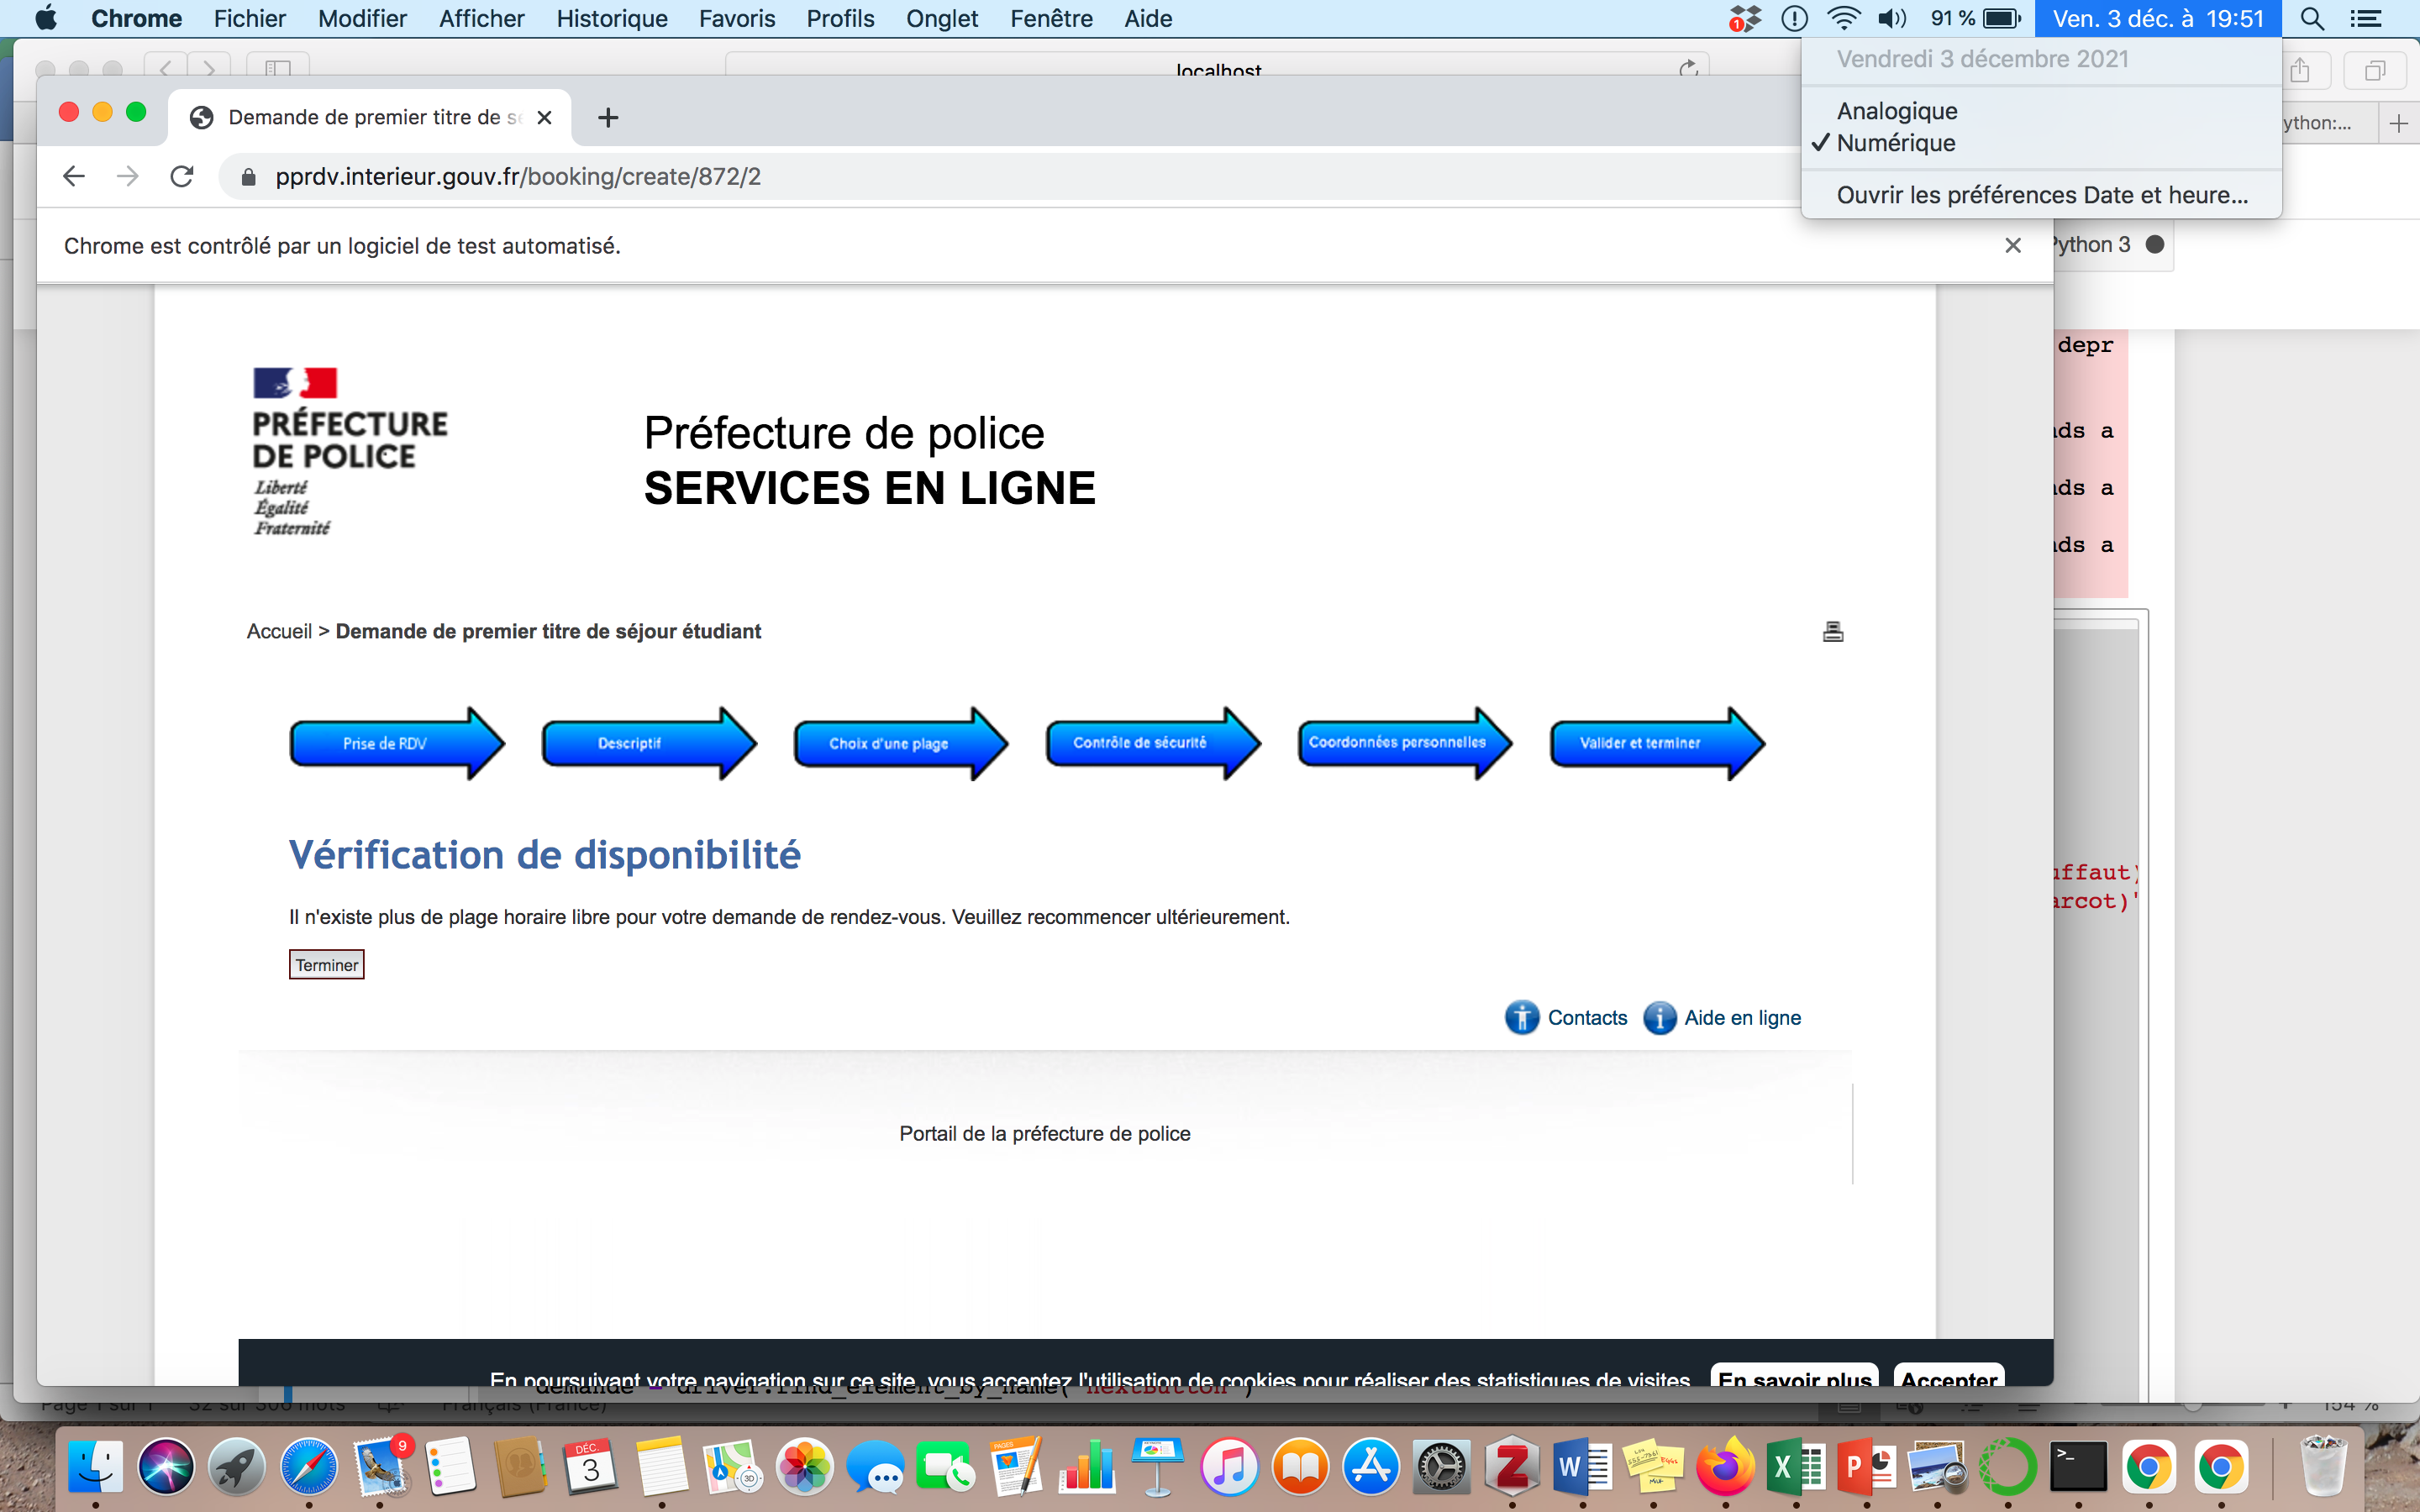 Chrome Fichier Modifier Afficher Historique Favoris Profils Onglet Fenêtre Aide 1 91 % Ven. 3 déc. à 19:51
localhost
Vendredi 3 décembre 2021
Analogique
✓ Numérique
Ouvrir les préférences Date et heure...
ython:...
Demande de premier titre de s
pprdv.interieur.gouv.fr/booking/create/872/2
Chrome est contrôlé par un logiciel de test automatisé.
Python 3
depr
ds a
ds a
ds a
uffaut)
arcot)'
PRÉFECTURE
DE POLICE
Liberté
Égalité
Fraternité
Préfecture de police
SERVICES EN LIGNE
Accueil > Demande de premier titre de séjour étudiant
Prise de RDV
Descriptif
Choix d'une plage
Contrôle de sécurité
Coordonnées personnelles
Valider et terminer
Vérification de disponibilité
Il n'existe plus de plage horaire libre pour votre demande de rendez-vous. Veuillez recommencer ultérieurement.
Terminer
Contacts Aide en ligne
Portail de la préfecture de police
En poursuivant votre navigation sur ce site, vous acceptez l'utilisation de cookies pour réaliser des statistiques de visites En savoir plus Accepter
demande = driver.find_element_by_name("nextButton")
Page 1 sur 1 32 sur 300 mots Français (France) 154 %
9
DÉC.
3
3D
PAGES
Z
W
X
P
>_